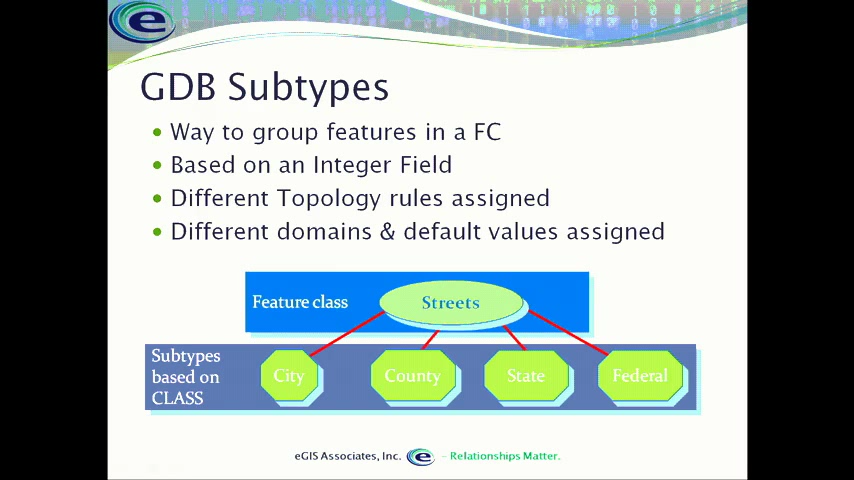 e
GDB Subtypes
• Way to group features in a FC
• Based on an Integer Field
• Different Topology rules assigned
• Different domains & default values assigned
Feature class
Streets
Subtypes
based on
CLASS
City
County
State
Federal
eGIS Associates, Inc. e – Relationships Matter.